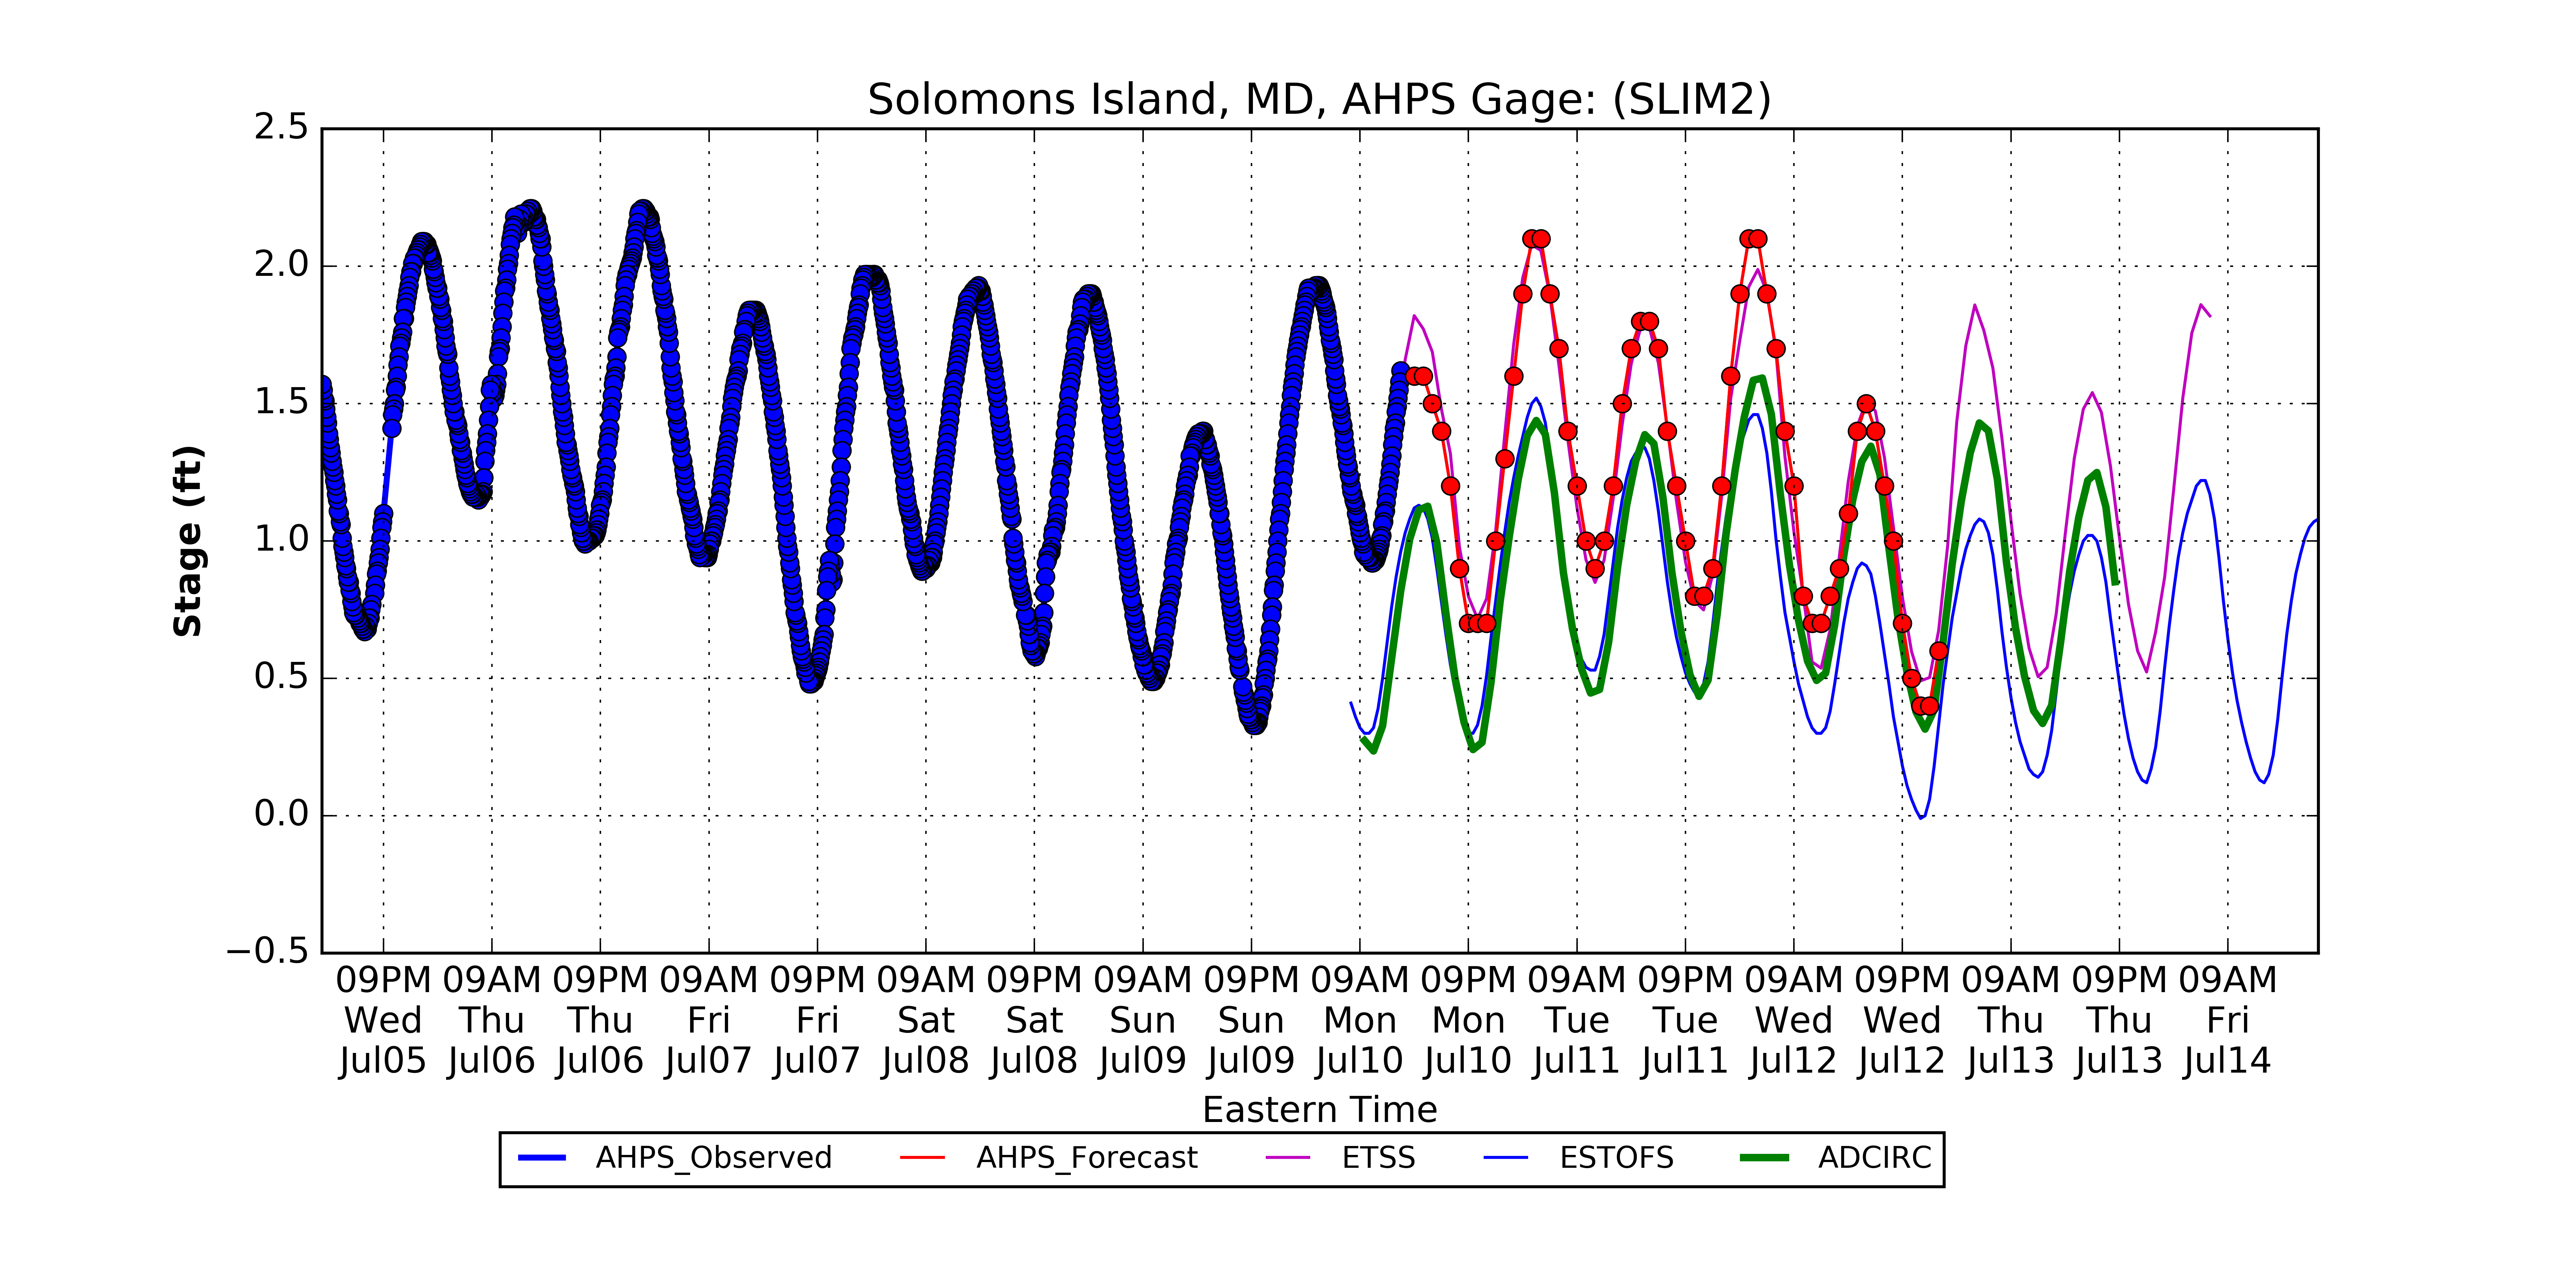 Solomons Island, MD, AHPS Gage: (SLIM2)
2.5
2.0
1.5
1.0
0.5
0.0
−0.5
Stage (ft)
09PM 09AM 09PM 09AM 09PM 09AM 09PM 09AM 09PM 09AM 09PM 09AM 09PM 09AM 09PM 09AM 09PM 09AM
Wed Thu Thu Fri Fri Sat Sat Sun Sun Mon Mon Tue Tue Wed Wed Thu Thu Fri
Jul05 Jul06 Jul06 Jul07 Jul07 Jul08 Jul08 Jul09 Jul09 Jul10 Jul10 Jul11 Jul11 Jul12 Jul12 Jul13 Jul13 Jul14
Eastern Time
AHPS_Observed AHPS_Forecast ETSS ESTOFS ADCIRC